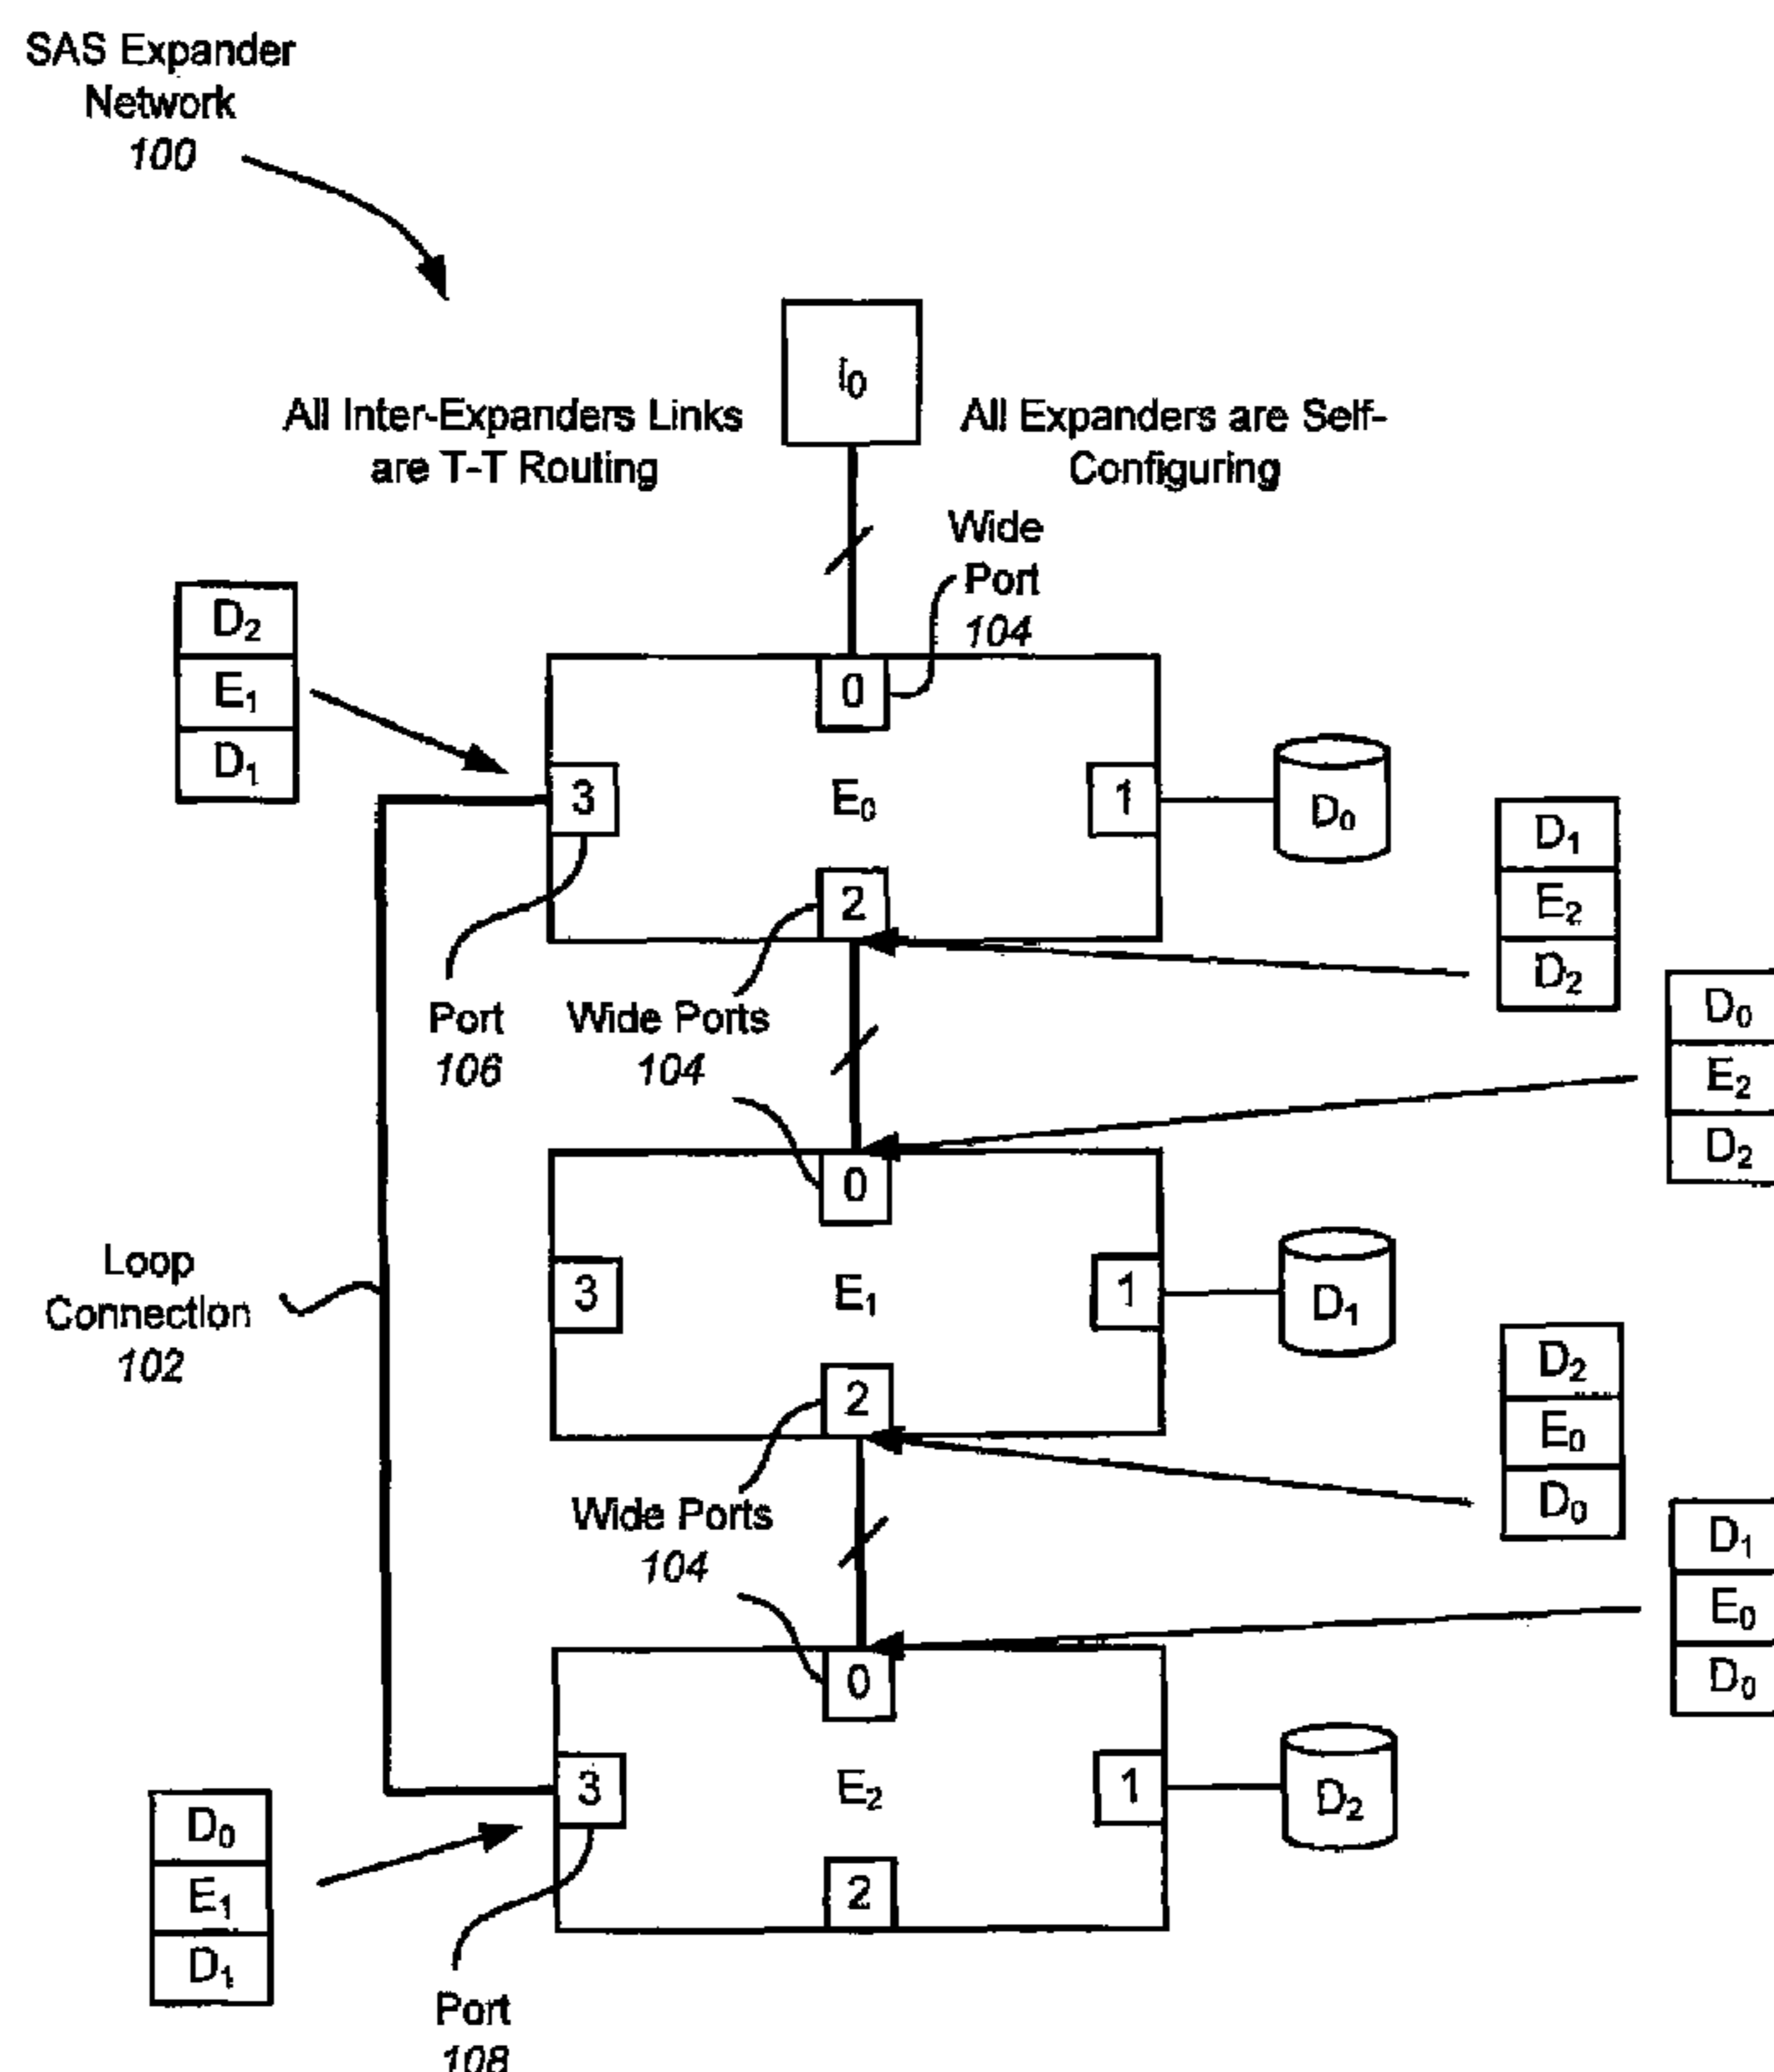 SAS Expander
Network
100
I₀
All Inter-Expanders Links
are T-T Routing
All Expanders are Self-
Configuring
Wide
Port
104
D₂
E₁
D₁
0
3
E₀
1
D₀
2
D₁
E₂
D₂
Port
106
Wide Ports
104
D₀
E₂
D₂
0
Loop
Connection
102
3
E₁
1
D₁
2
D₂
E₀
D₀
Wide Ports
104
D₁
E₀
D₀
0
3
E₂
1
D₂
2
D₀
E₁
D₁
Port
108